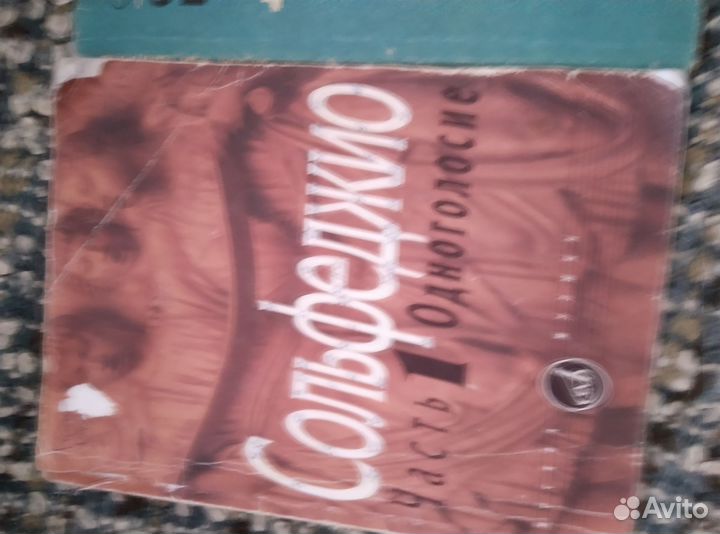 Сольфеджио
Часть 1 Одноголосие
Avito